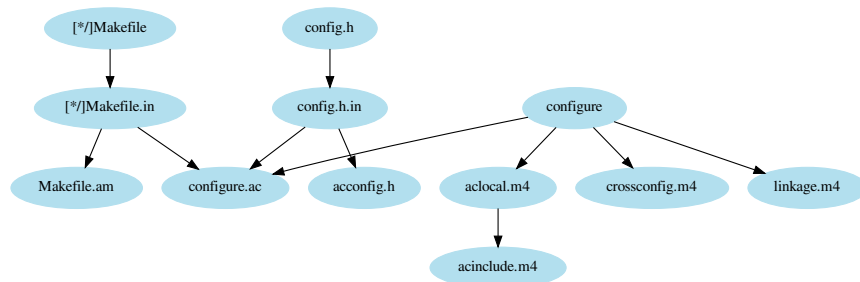 [*/]Makefile
config.h
[*/]Makefile.in
config.h.in
configure
Makefile.am
configure.ac
acconfig.h
aclocal.m4
crossconfig.m4
linkage.m4
acinclude.m4